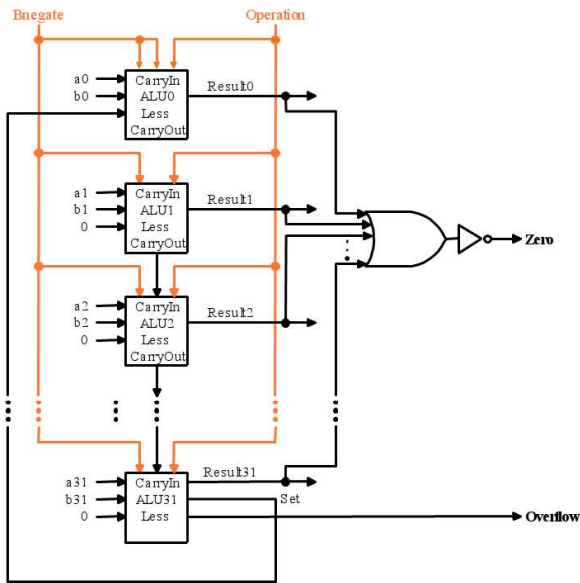 Bnegate Operation
a0 CarryIn Result0
b0 ALU0
Less
CarryOut
a1 CarryIn
b1 ALU1 Result1
0 Less
CarryOut
Zero
a2 CarryIn
b2 ALU2 Result2
0 Less
CarryOut
a31 CarryIn Result31
b31 ALU31 Set
0 Less Overflow